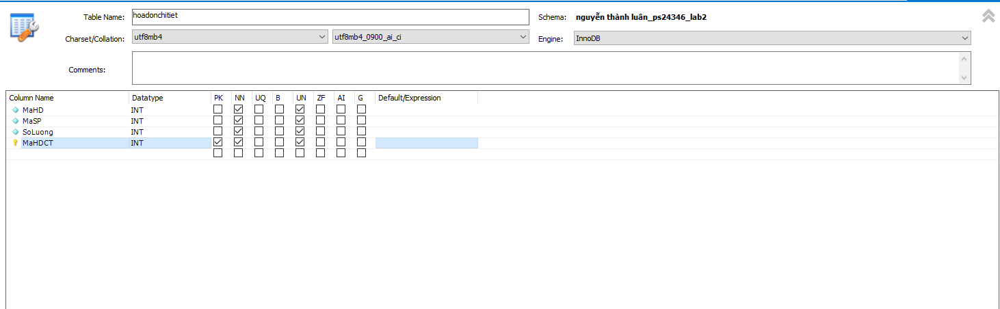 Table Name: hoadonchitiet Schema: nguyễn thành luân_ps24346_lab2
Charset/Collation: utf8mb4 utf8mb4_0900_ai_ci Engine: InnoDB
Comments:
Column Name Datatype PK NN UQ B UN ZF AI G Default/Expression
MaHD INT
MaSP INT
SoLuong INT
MaHDCT INT